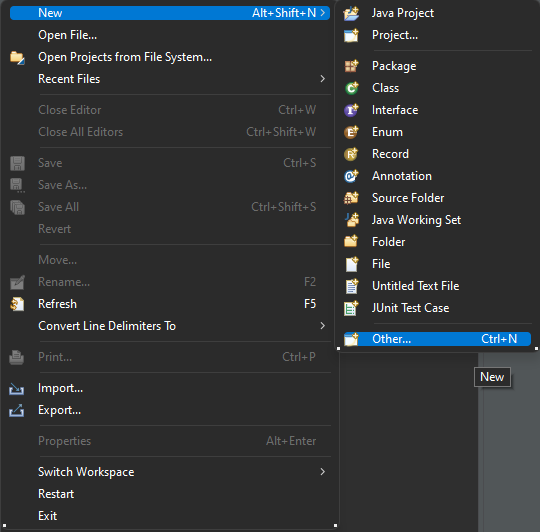 New Alt+Shift+N >
Open File...
Open Projects from File System...
Recent Files >
Close Editor Ctrl+W
Close All Editors Ctrl+Shift+W
Save Ctrl+S
Save As...
Save All Ctrl+Shift+S
Revert
Move...
Rename... F2
Refresh F5
Convert Line Delimiters To >
Print... Ctrl+P
Import...
Export...
Properties Alt+Enter
Switch Workspace >
Restart
Exit
Java Project
Project...
Package
Class
Interface
Enum
Record
Annotation
Source Folder
Java Working Set
Folder
File
Untitled Text File
JUnit Test Case
Other... Ctrl+N
New